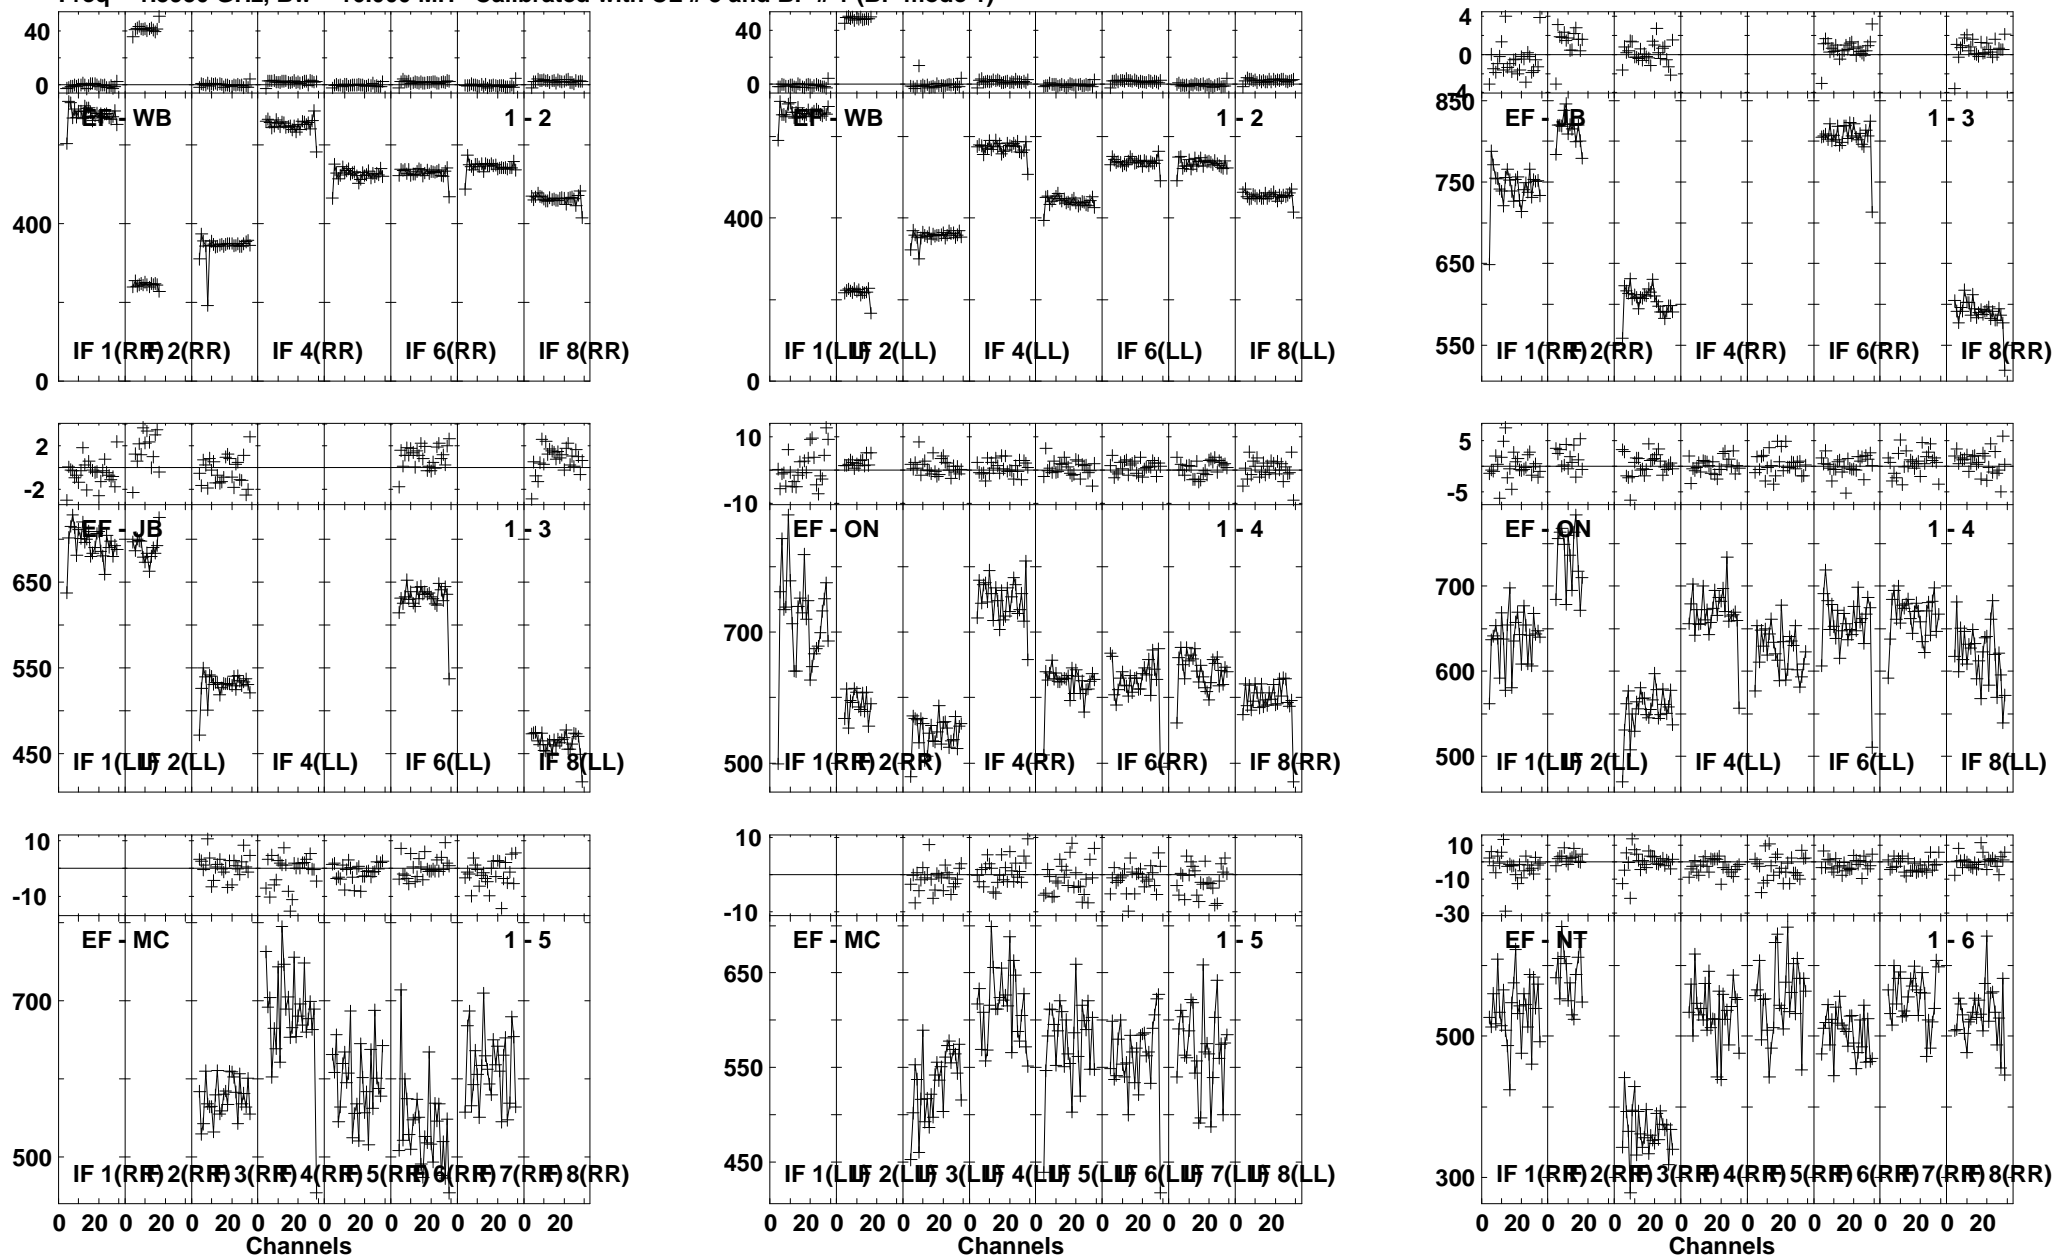 40
0
EF - WB 1 - 2
400
0
IF 1(RR) IF 2(RR) IF 4(RR) IF 6(RR) IF 8(RR)
40
0
EF - WB 1 - 2
400
0
IF 1(LL) IF 2(LL) IF 4(LL) IF 6(LL) IF 8(LL)
4
0
4
850
EF - JB 1 - 3
750
650
550
IF 1(RR) IF 2(RR) IF 4(RR) IF 6(RR) IF 8(RR)
2
-2
EF - JB 1 - 3
650
550
450
IF 1(LL) IF 2(LL) IF 4(LL) IF 6(LL) IF 8(LL)
10
-10
EF - ON 1 - 4
700
500
IF 1(RR) IF 2(RR) IF 4(RR) IF 6(RR) IF 8(RR)
5
-5
EF - ON 1 - 4
700
600
500
IF 1(LL) IF 2(LL) IF 4(LL) IF 6(LL) IF 8(LL)
10
-10
EF - MC 1 - 5
700
500
IF 1(RR) IF 2(RR) IF 3(RR) IF 4(RR) IF 5(RR) IF 6(RR) IF 7(RR) IF 8(RR)
0 20 0 20 0 20 0 20 0 20 0 20 0 20 0 20
Channels
10
-10
EF - MC 1 - 5
650
550
450
IF 1(LL) IF 2(LL) IF 3(LL) IF 4(LL) IF 5(LL) IF 6(LL) IF 7(LL) IF 8(LL)
0 20 0 20 0 20 0 20 0 20 0 20 0 20 0 20
Channels
10
-10
-30
EF - NT 1 - 6
500
300
IF 1(RR) IF 2(RR) IF 3(RR) IF 4(RR) IF 5(RR) IF 6(RR) IF 7(RR) IF 8(RR)
0 20 0 20 0 20 0 20 0 20 0 20 0 20 0 20
Channels